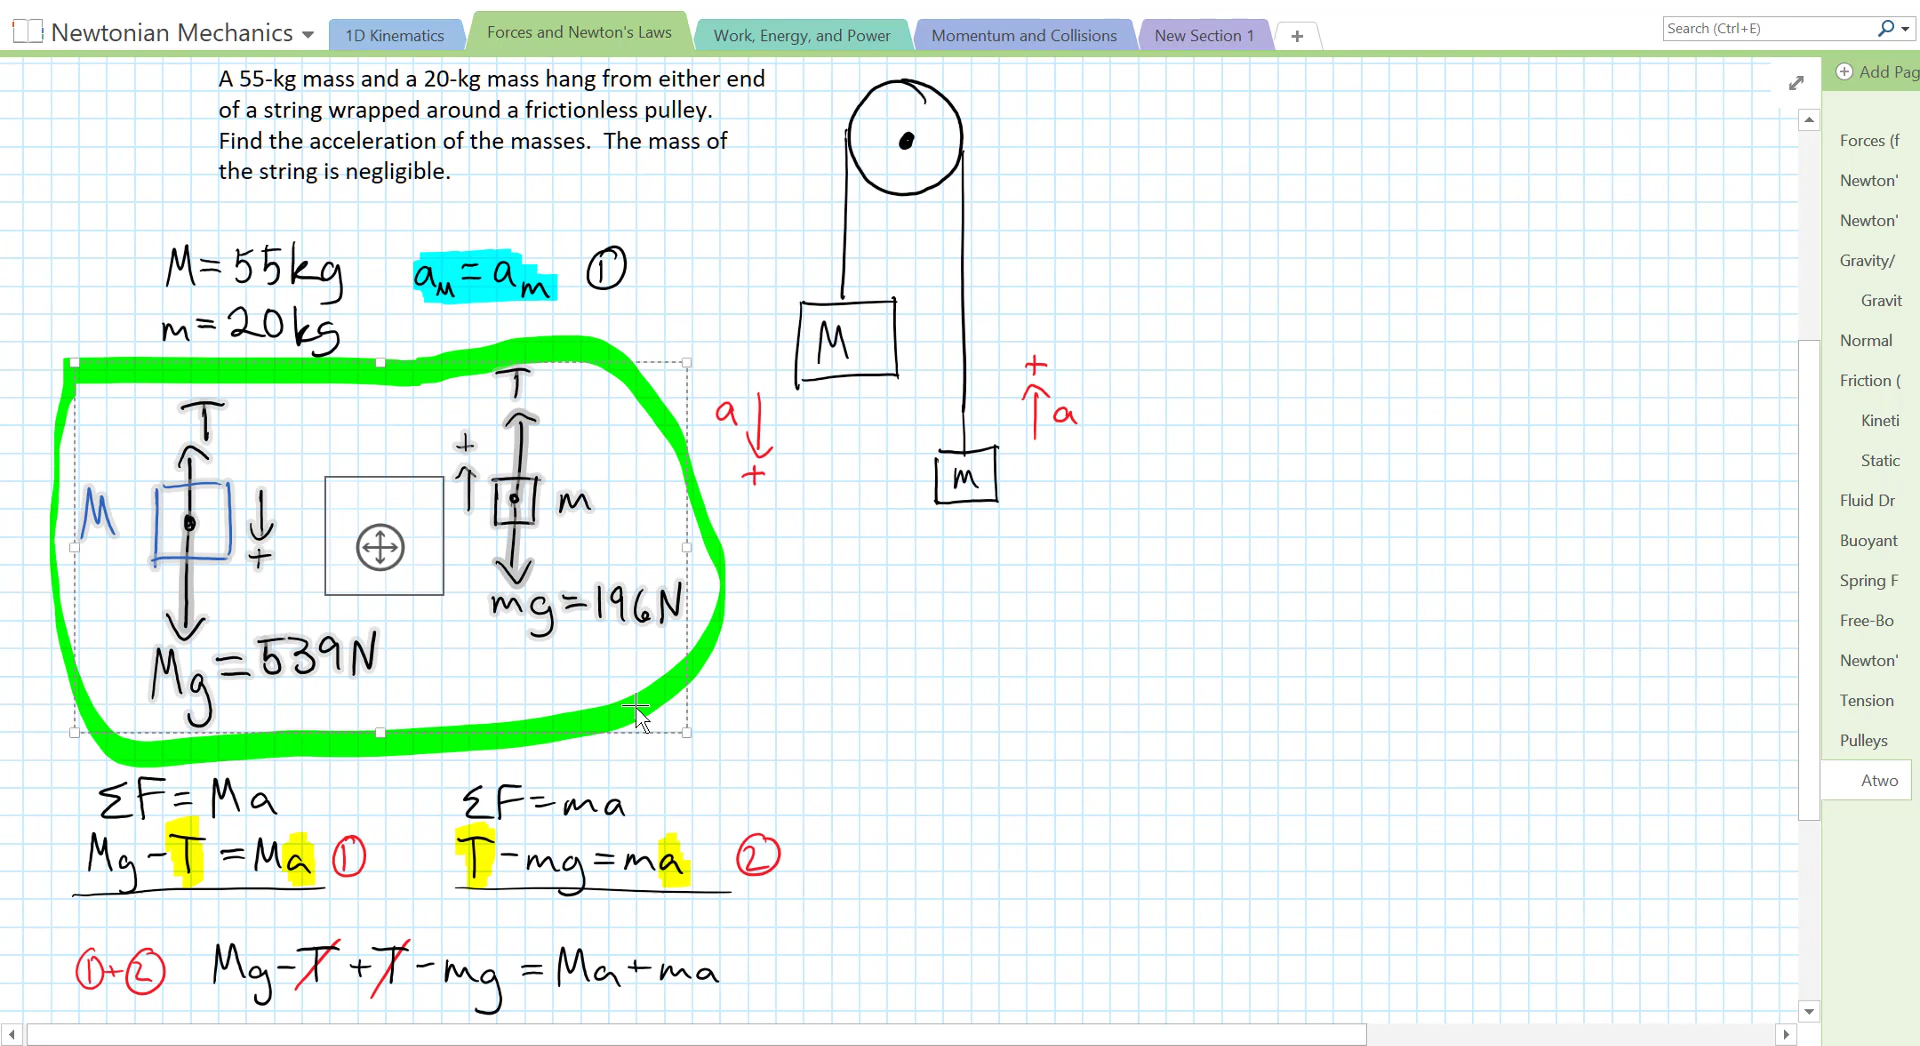 Newtonian Mechanics
1D Kinematics
Forces and Newton's Laws
Work, Energy, and Power
Momentum and Collisions
New Section 1
+
Search (Ctrl+E)
A 55-kg mass and a 20-kg mass hang from either end
of a string wrapped around a frictionless pulley.
Find the acceleration of the masses. The mass of
the string is negligible.
M = 55kg
a_M = a_m ①
m = 20kg
M
m
a
+
+
a
T
M
+
Mg = 539N
T
+
m
mg = 196N
ΣF = Ma
Mg - T = Ma ①
ΣF = ma
T - mg = ma ②
① + ② Mg - T + T - mg = Ma + ma
Add Pag
Forces (f
Newton'
Newton'
Gravity/
Gravit
Normal
Friction (
Kineti
Static
Fluid Dr
Buoyant
Spring F
Free-Bo
Newton'
Tension
Pulleys
Atwo